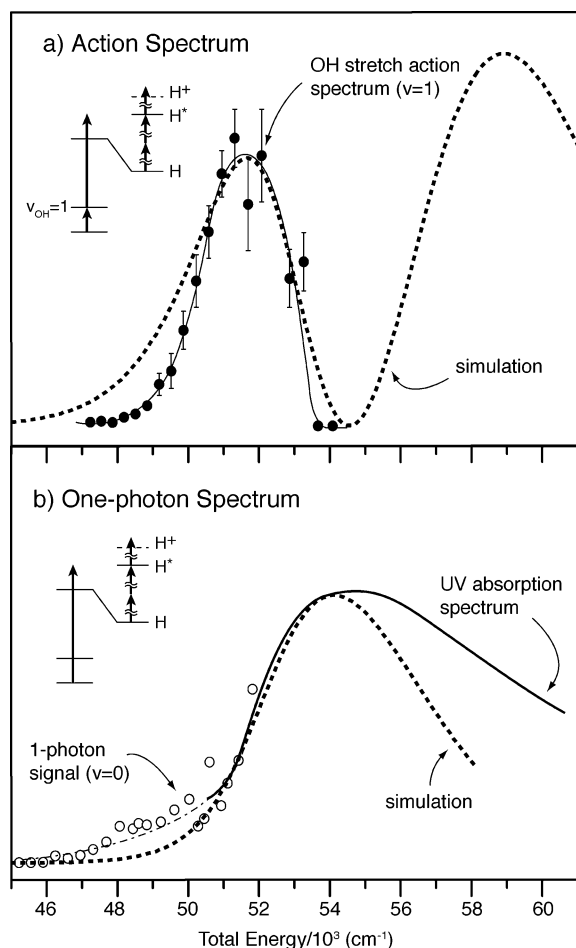 a) Action Spectrum
OH stretch action
spectrum (v=1)
H⁺
H*
H
vOH=1
simulation
b) One-photon Spectrum
H⁺
H*
H
UV absorption
spectrum
1-photon
signal (v=0)
simulation
46 48 50 52 54 56 58 60
Total Energy/10³ (cm⁻¹)